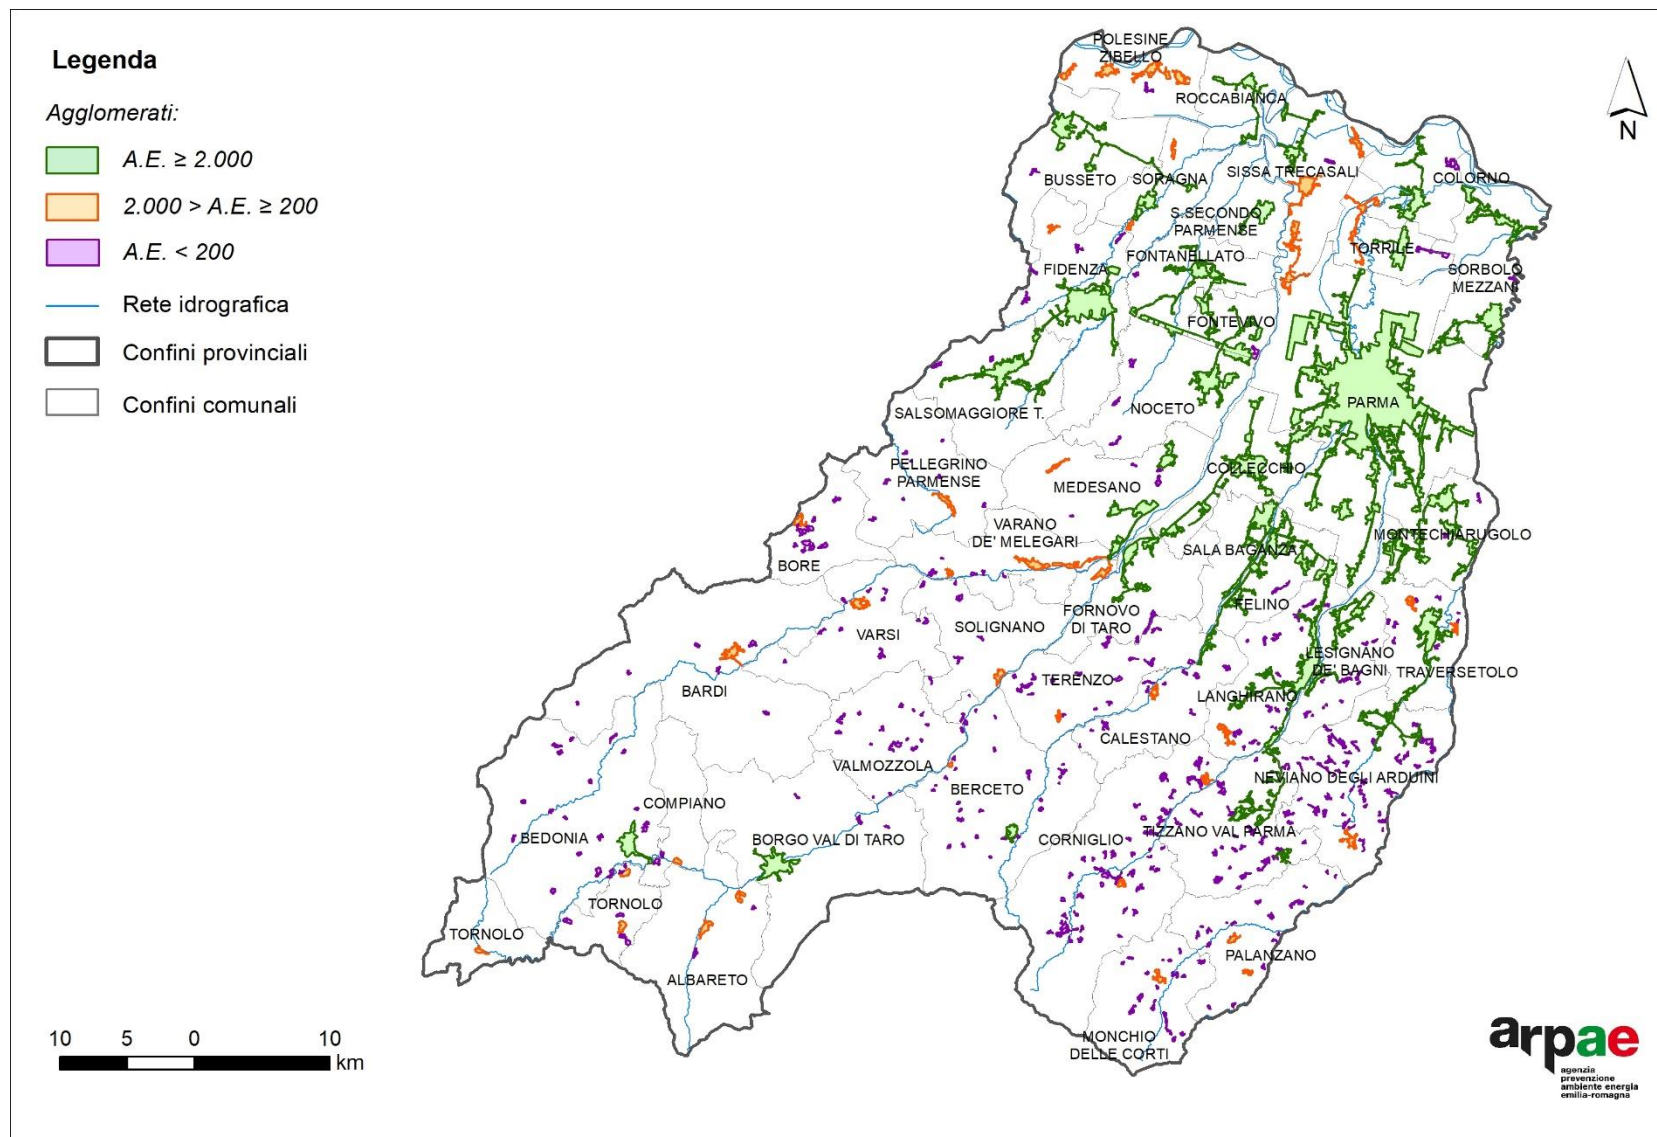 Legenda
Agglomerati:
A.E. ≥ 2.000
2.000 > A.E. ≥ 200
A.E. < 200
Rete idrografica
Confini provinciali
Confini comunali
POLESINE
ZIBELLO
ROCCABIANCA
BUSSETO
SORAGNA
SISSA TRECASALI
COLORNO
S.SECONDO
PARMENSE
TORRILE
FIDENZA
FONTANELLATO
SORBOLO
MEZZANI
FONTEVIVO
SALSOMAGGIORE T.
NOCETO
PARMA
PELLEGRINO
PARMENSE
MEDESANO
COLLECCHIO
VARANO
DE' MELEGARI
SALA BAGANZA
MONTECHIARUGOLO
BORE
FORNOVO
DI TARO
FELINO
VARSI
SOLIGNANO
LESIGNANO
DE' BAGNI
TRAVERSETOLO
BARDI
TERENZO
LANGHIRANO
CALESTANO
VALMOZZOLA
BERCETO
NEVIANO DEGLI ARDUINI
COMPIANO
BEDONIA
BORGO VAL DI TARO
CORNIGLIO
TIZZANO VAL PARMA
TORNOLO
TORNOLO
ALBARETO
PALANZANO
MONCHIO
DELLE CORTI
N
10 5 0 10
km
arpae
agenzia
prevenzione
ambiente energia
emilia-romagna